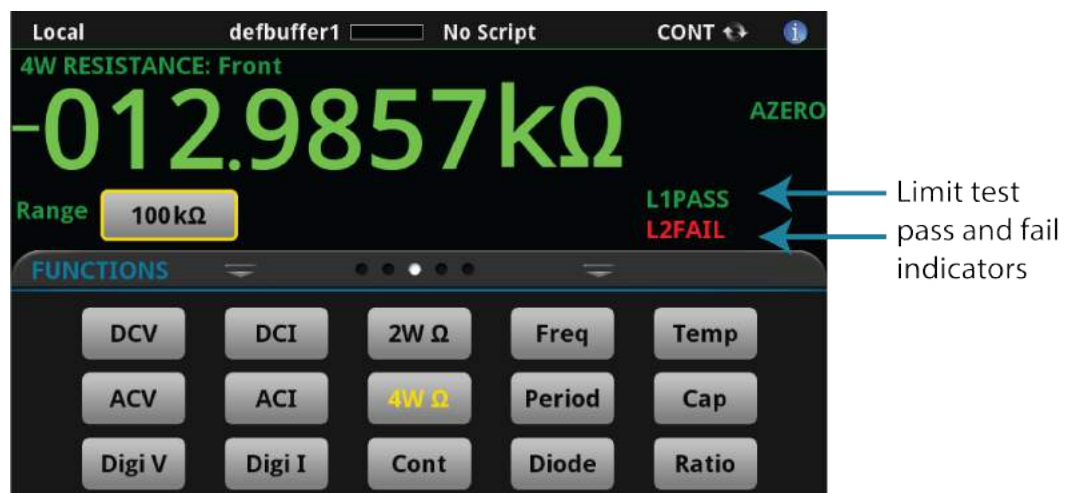 Local defbuffer1 No Script CONT i
4W RESISTANCE: Front
-012.9857kΩ
AZERO
Range 100kΩ
L1PASS
L2FAIL
Limit test
pass and fail
indicators
FUNCTIONS
DCV DCI 2W Ω Freq Temp
ACV ACI 4W Ω Period Cap
Digi V Digi I Cont Diode Ratio